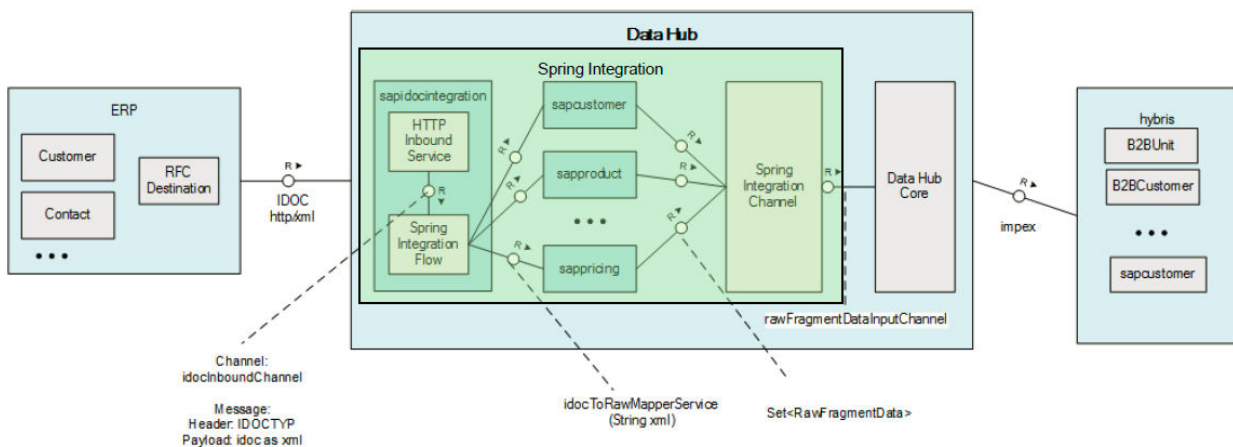 Data Hub
Spring Integration
ERP
Customer
Contact
• • •
RFC
Destination
R ►
IDOC
http/xml
sapidocintegration
HTTP
Inbound
Service
R ►
Spring
Integration
Flow
R ►
R ►
R ►
sapcustomer
sapproduct
• • •
sappricing
R ►
R ►
R ►
Spring
Integration
Channel
R ►
Data Hub
Core
rawFragmentDataInputChannel
R ►
impex
hybris
B2BUnit
B2BCustomer
• • •
sapcustomer
Channel:
idocInboundChannel
Message:
Header: IDOCTYP
Payload: idoc as xml
idocToRawMapperService
(String xml)
Set<RawFragmentData>